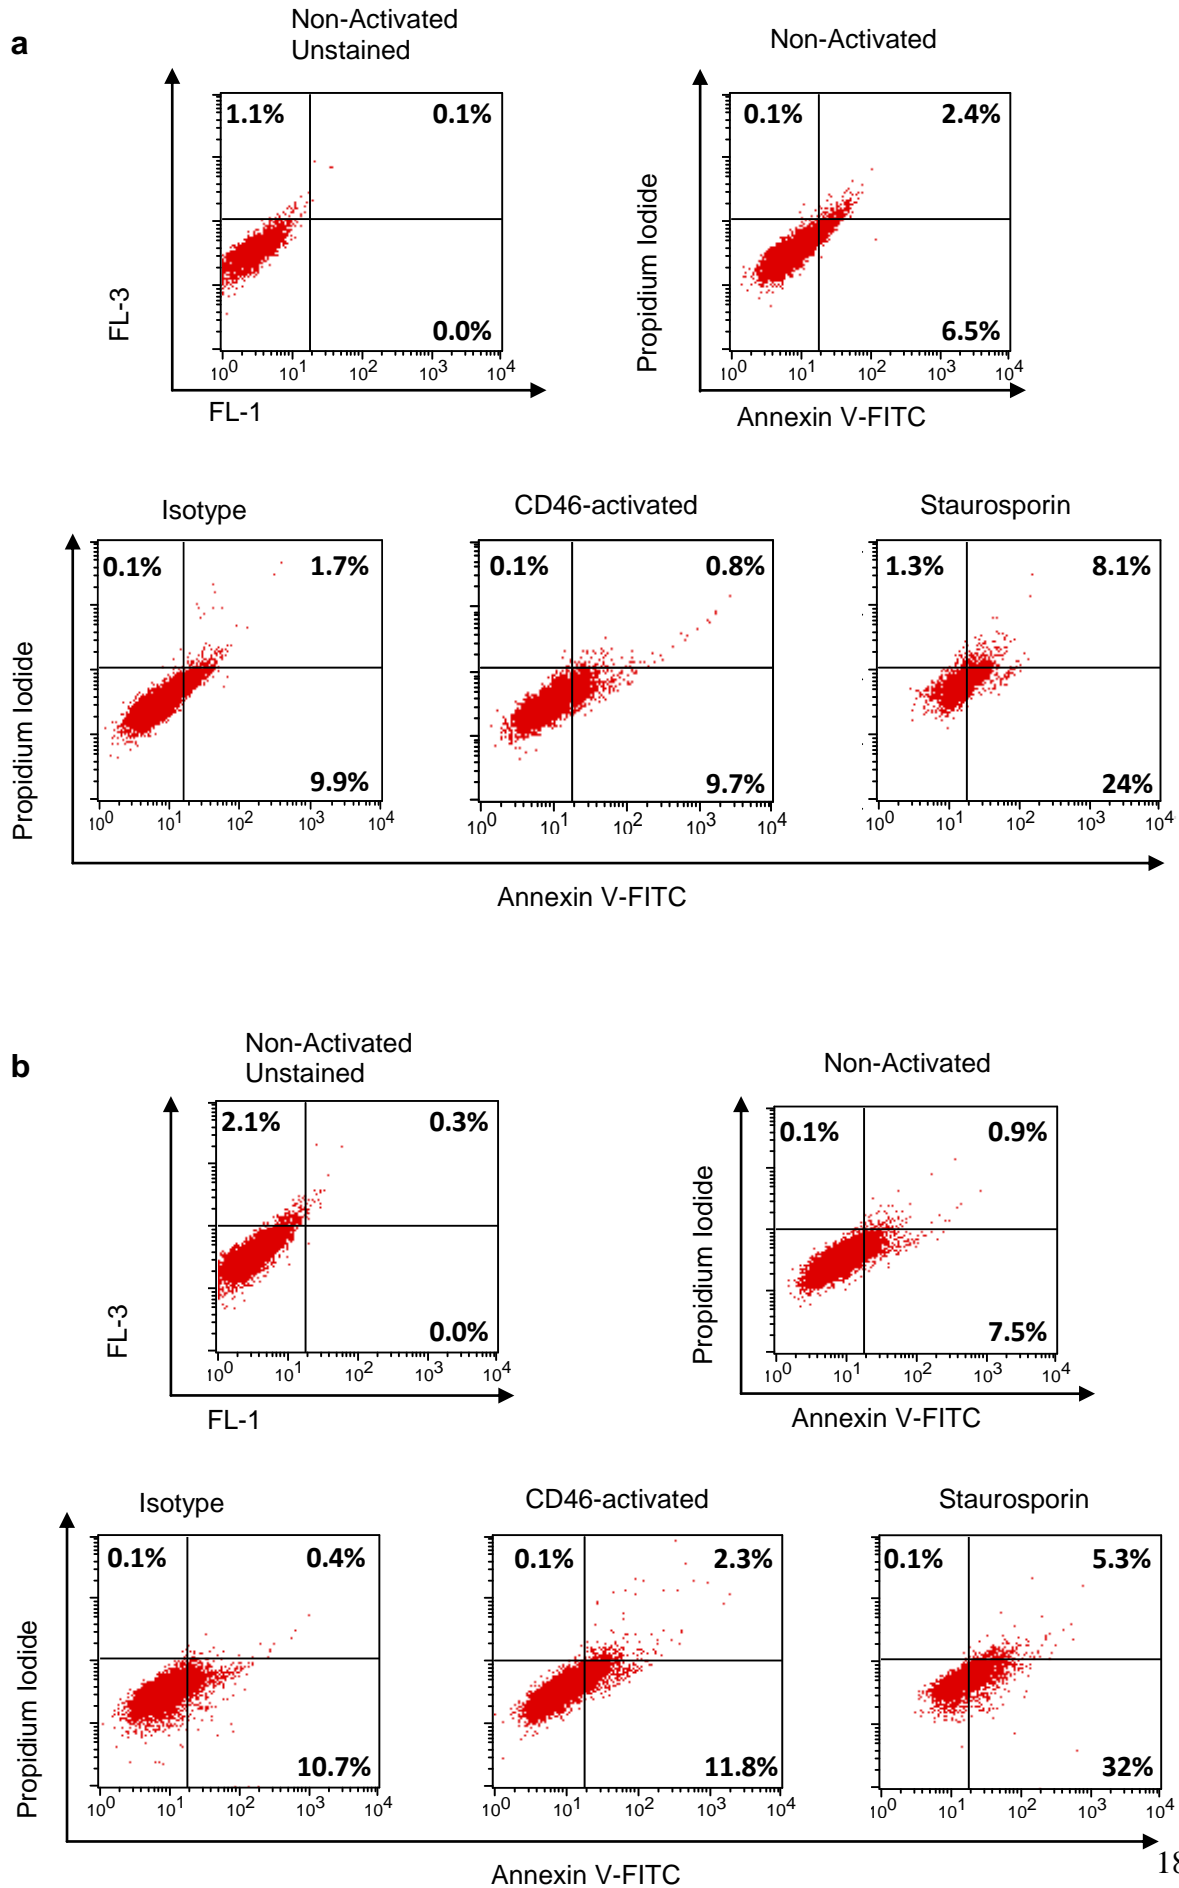 a
Non-Activated
Unstained
Non-Activated
1.1% 0.1%
0.1% 2.4%
FL-3
Propidium Iodide
0.0%
6.5%
10^0 10^1 10^2 10^3 10^4
10^0 10^1 10^2 10^3 10^4
FL-1
Annexin V-FITC
Isotype
CD46-activated
Staurosporin
0.1% 1.7%
0.1% 0.8%
1.3% 8.1%
Propidium Iodide
9.9%
9.7%
24%
10^0 10^1 10^2 10^3 10^4
10^0 10^1 10^2 10^3 10^4
10^0 10^1 10^2 10^3 10^4
Annexin V-FITC
b
Non-Activated
Unstained
Non-Activated
2.1% 0.3%
0.1% 0.9%
FL-3
Propidium Iodide
0.0%
7.5%
10^0 10^1 10^2 10^3 10^4
10^0 10^1 10^2 10^3 10^4
FL-1
Annexin V-FITC
Isotype
CD46-activated
Staurosporin
0.1% 0.4%
0.1% 2.3%
0.1% 5.3%
Propidium Iodide
10.7%
11.8%
32%
10^0 10^1 10^2 10^3 10^4
10^0 10^1 10^2 10^3 10^4
10^0 10^1 10^2 10^3 10^4
Annexin V-FITC